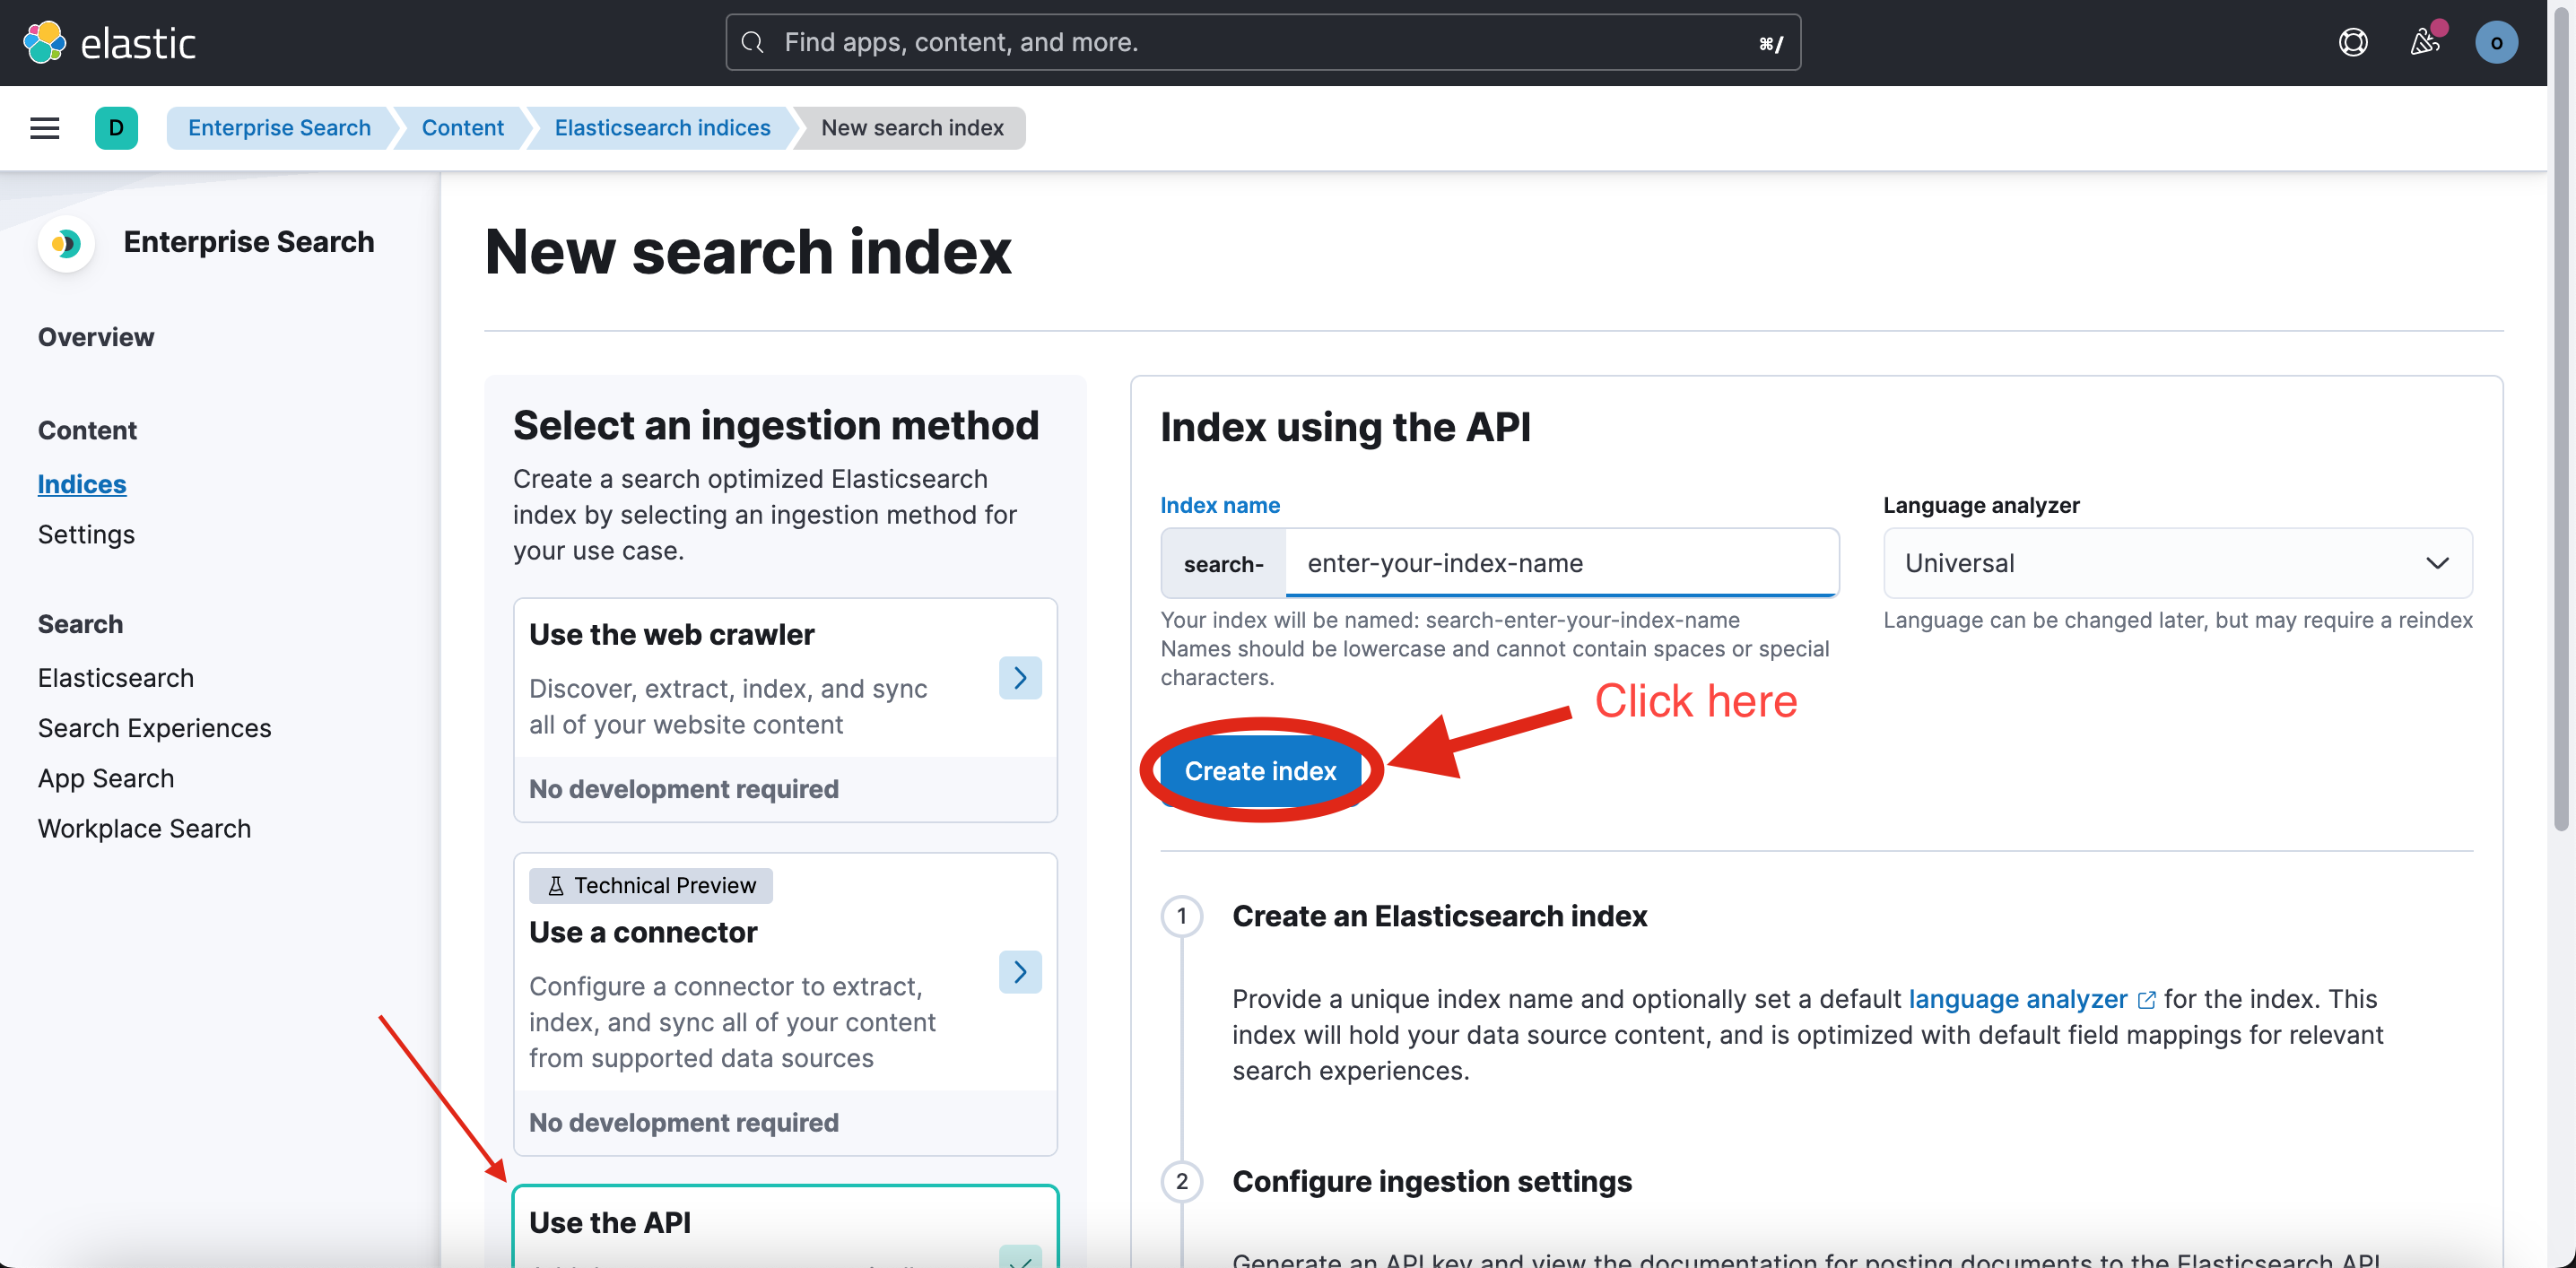 elastic
Find apps, content, and more.
⌘/
o
D
Enterprise Search
Content
Elasticsearch indices
New search index
Enterprise Search
Overview
Content
Indices
Settings
Search
Elasticsearch
Search Experiences
App Search
Workplace Search
New search index
Select an ingestion method
Create a search optimized Elasticsearch
index by selecting an ingestion method for
your use case.
Use the web crawler
Discover, extract, index, and sync
all of your website content
No development required
Technical Preview
Use a connector
Configure a connector to extract,
index, and sync all of your content
from supported data sources
No development required
Use the API
Index using the API
Index name
search-
enter-your-index-name
Your index will be named: search-enter-your-index-name
Names should be lowercase and cannot contain spaces or special
characters.
Language analyzer
Universal
Language can be changed later, but may require a reindex
Click here
Create index
1
Create an Elasticsearch index
Provide a unique index name and optionally set a default language analyzer for the index. This
index will hold your data source content, and is optimized with default field mappings for relevant
search experiences.
2
Configure ingestion settings
Generate an API key and view the documentation for posting documents to the Elasticsearch API